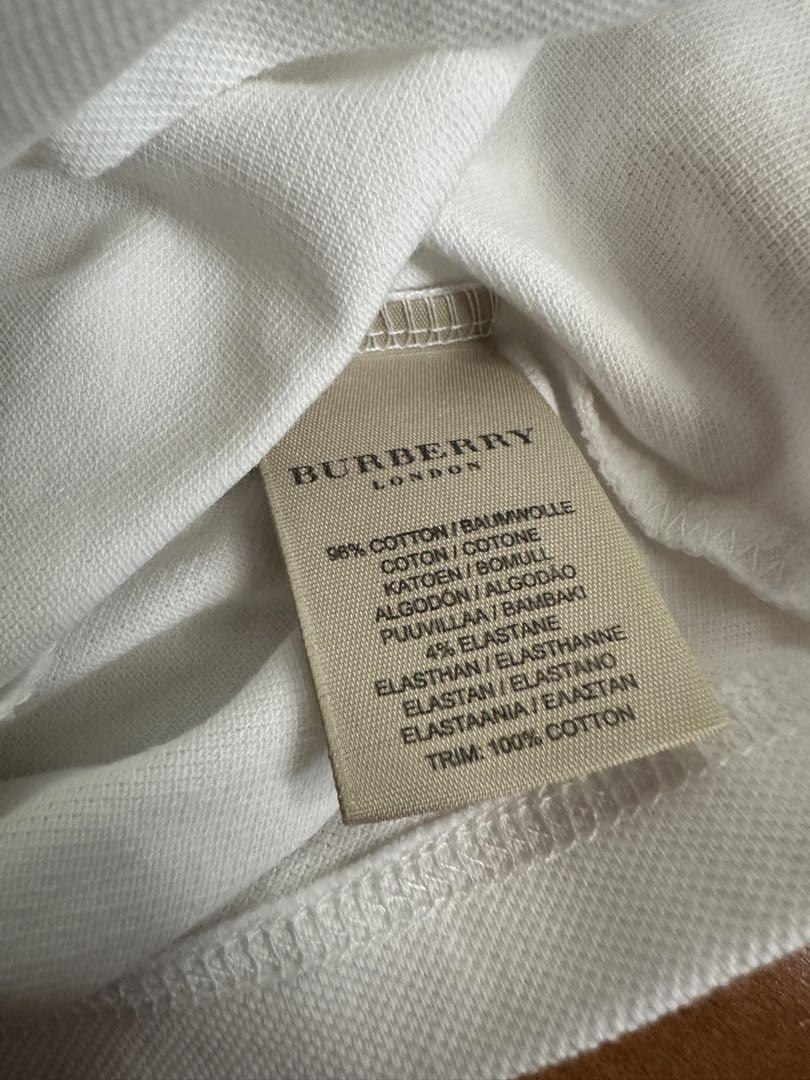 BURBERRY
LONDON
96% COTTON / BAUMWOLLE
COTON / COTONE
KATOEN / BOMULL
ALGODÓN / ALGODÃO
PUUVILLAA / BAMBAKI
4% ELASTANE
ELASTHAN / ELASTHANNE
ELASTAN / ELASTANO
ELASTAANIA / ΕΛΑΣΤΑΝ
TRIM: 100% COTTON